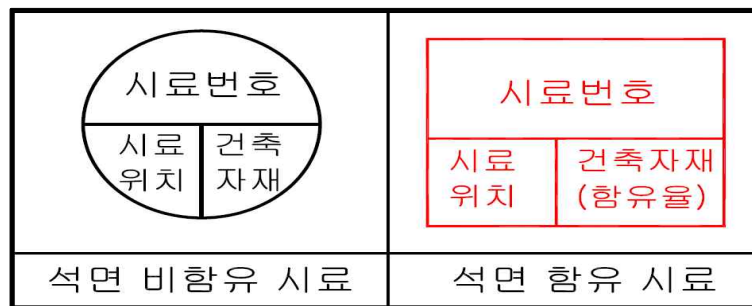 시료번호
시료
위치
건축
자재
시료번호
시료
위치
건축자재
(함유율)
석면 비함유 시료
석면 함유 시료